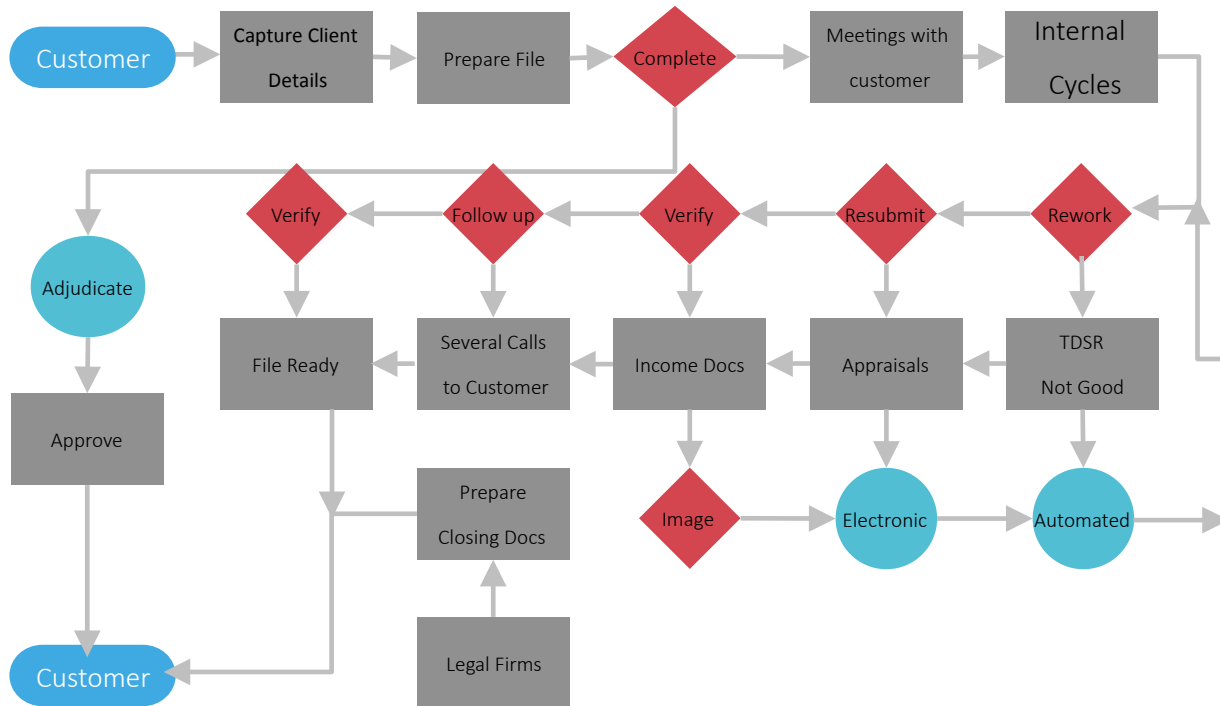 Customer
Capture Client
Details
Prepare File
Complete
Meetings with
customer
Internal
Cycles
Verify
Follow up
Verify
Resubmit
Rework
Adjudicate
File Ready
Several Calls
to Customer
Income Docs
Appraisals
TDSR
Not Good
Approve
Prepare
Closing Docs
Image
Electronic
Automated
Customer
Legal Firms